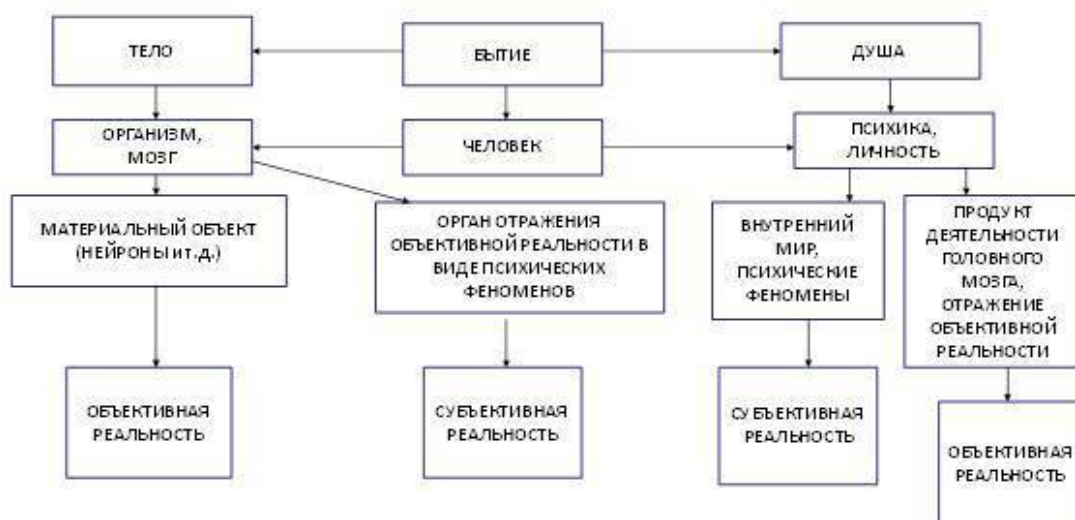 ТЕЛО
БЫТИЕ
ДУША
ОРГАНИЗМ,
МОЗГ
ЧЕЛОВЕК
ПСИХИКА,
ЛИЧНОСТЬ
МАТЕРИАЛЬНЫЙ ОБЪЕКТ
(НЕЙРОНЫ ит.д.)
ОРГАН ОТРАЖЕНИЯ
ОБЪЕКТИВНОЙ РЕАЛЬНОСТИ В
ВИДЕ ПСИХИЧЕСКИХ
ФЕНОМЕНОВ
ВНУТРЕННИЙ
МИР,
ПСИХИЧЕСКИЕ
ФЕНОМЕНЫ
ПРОДУКТ
ДЕЯТЕЛЬНОСТИ
ГОЛОВНОГО
МОЗГА,
ОТРАЖЕНИЕ
ОБЪЕКТИВНОЙ
РЕАЛЬНОСТИ
ОБЪЕКТИВНАЯ
РЕАЛЬНОСТЬ
СУБЪЕКТИВНАЯ
РЕАЛЬНОСТЬ
СУБЪЕКТИВНАЯ
РЕАЛЬНОСТЬ
ОБЪЕКТИВНАЯ
РЕАЛЬНОСТЬ